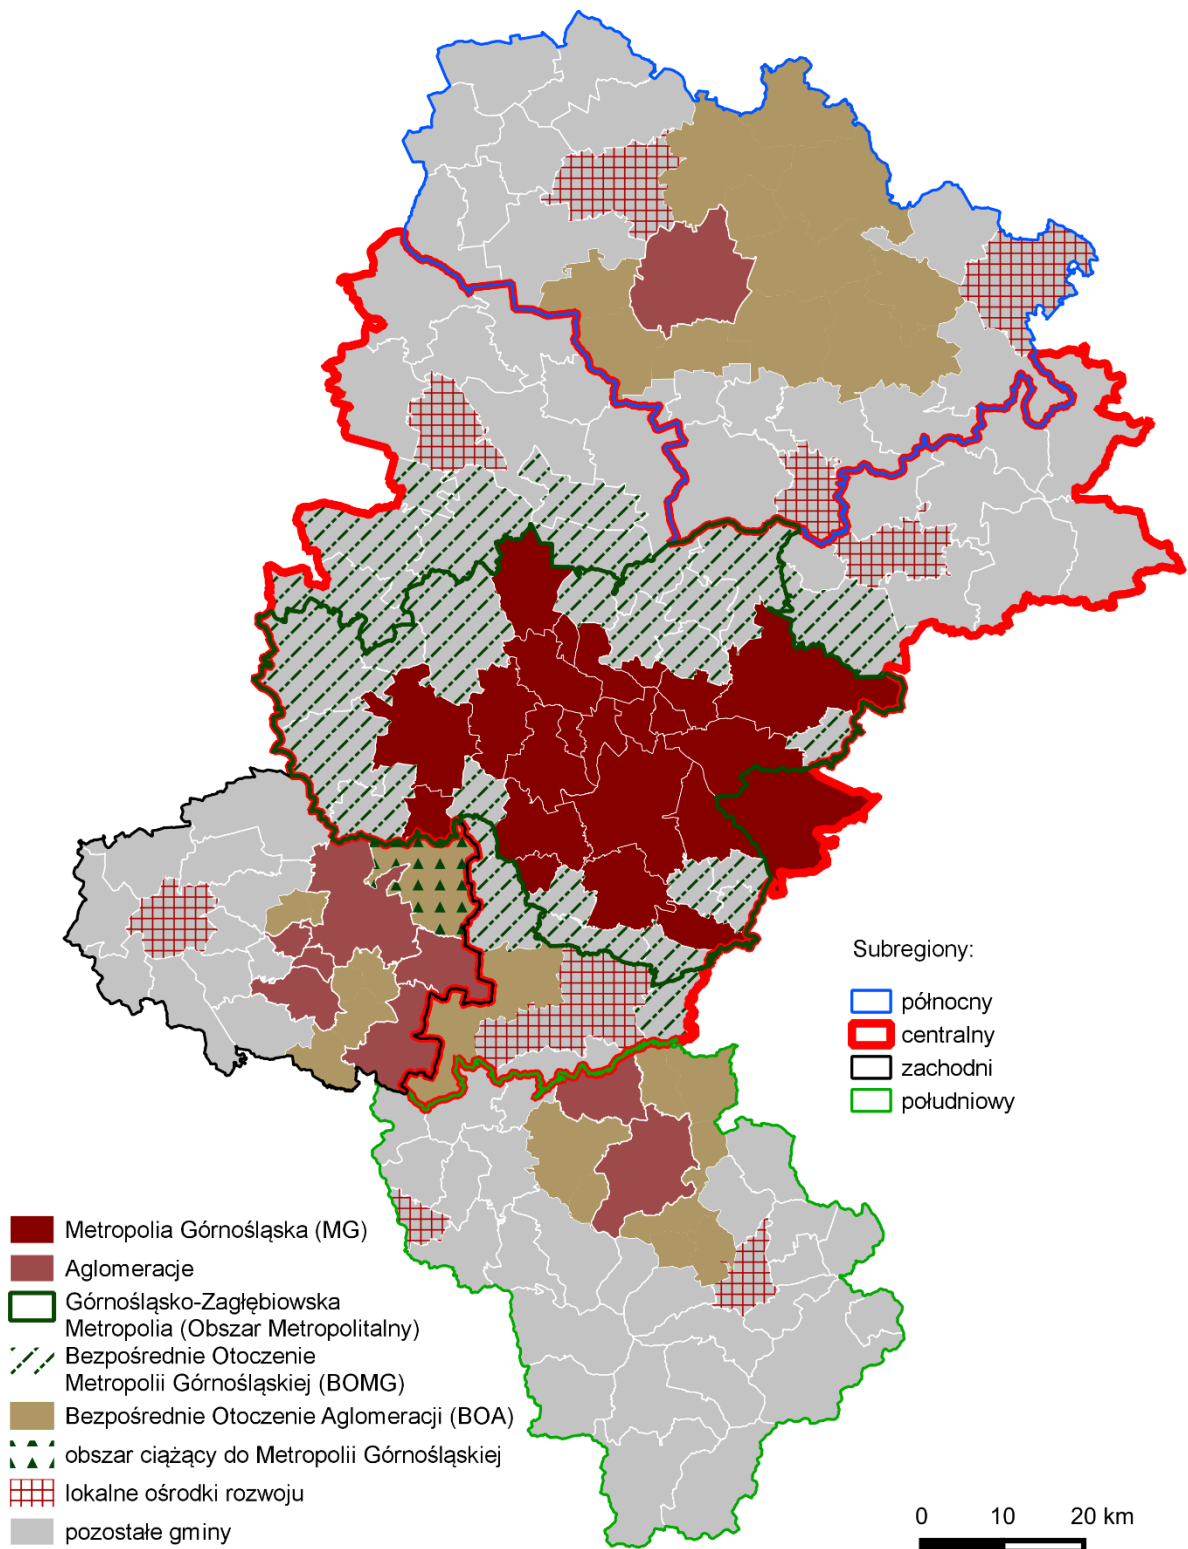 Subregiony:
północny
centralny
zachodni
południowy
Metropolia Górnośląska (MG)
Aglomeracje
Górnośląsko-Zagłębiowska
Metropolia (Obszar Metropolitalny)
Bezpośrednie Otoczenie
Metropolii Górnośląskiej (BOMG)
Bezpośrednie Otoczenie Aglomeracji (BOA)
obszar ciążący do Metropolii Górnośląskiej
lokalne ośrodki rozwoju
pozostałe gminy
0 10 20 km